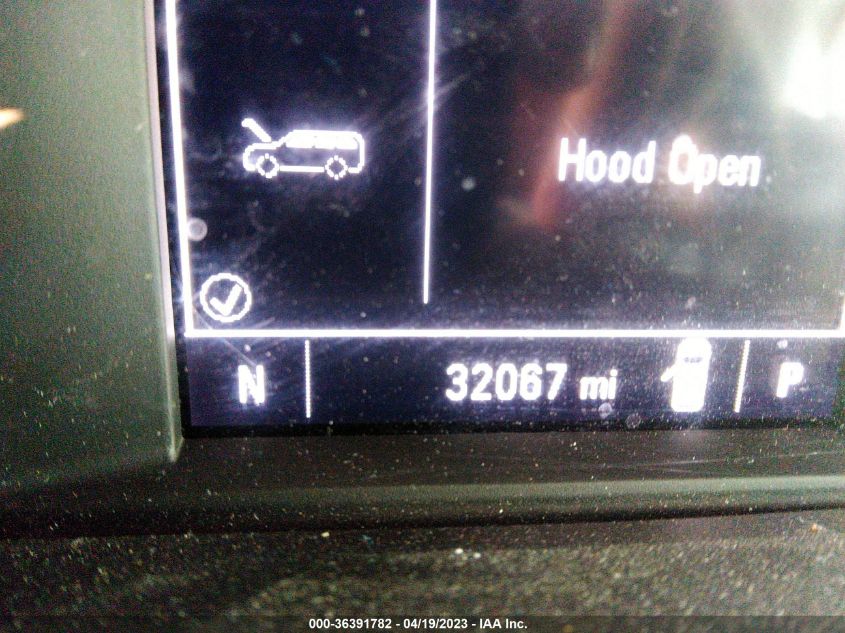 Hood Open
N 32067 mi P
000-36391782 - 04/19/2023 - IAA Inc.